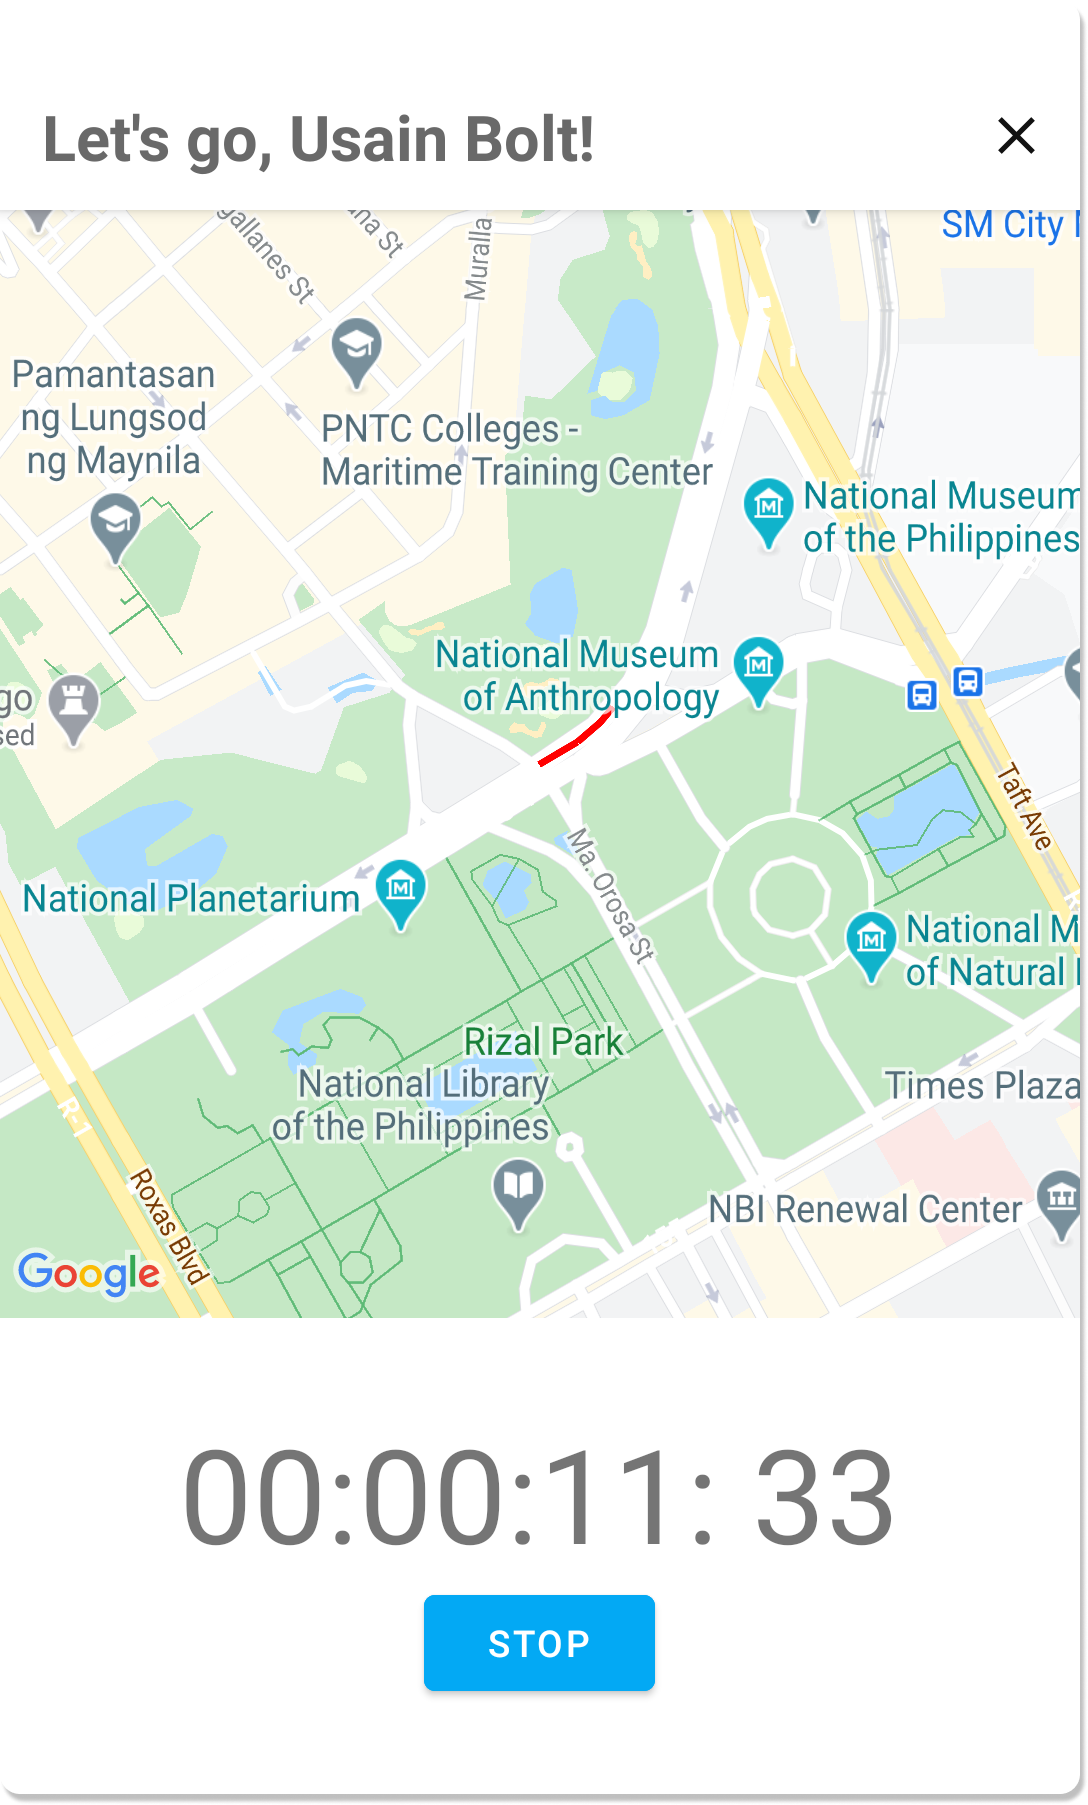 Let's go, Usain Bolt!
gallanes St
na St
Muralla
SM City
Pamantasan
ng Lungsod
ng Maynila
PNTC Colleges -
Maritime Training Center
National Museum
of the Philippines
National Museum
of Anthropology
go
sed
Taft Ave
Ma. Orosa St
National Planetarium
National M
of Natural
Rizal Park
National Library
of the Philippines
Times Plaza
R-1
Roxas Blvd
NBI Renewal Center
Google
00:00:11: 33
STOP